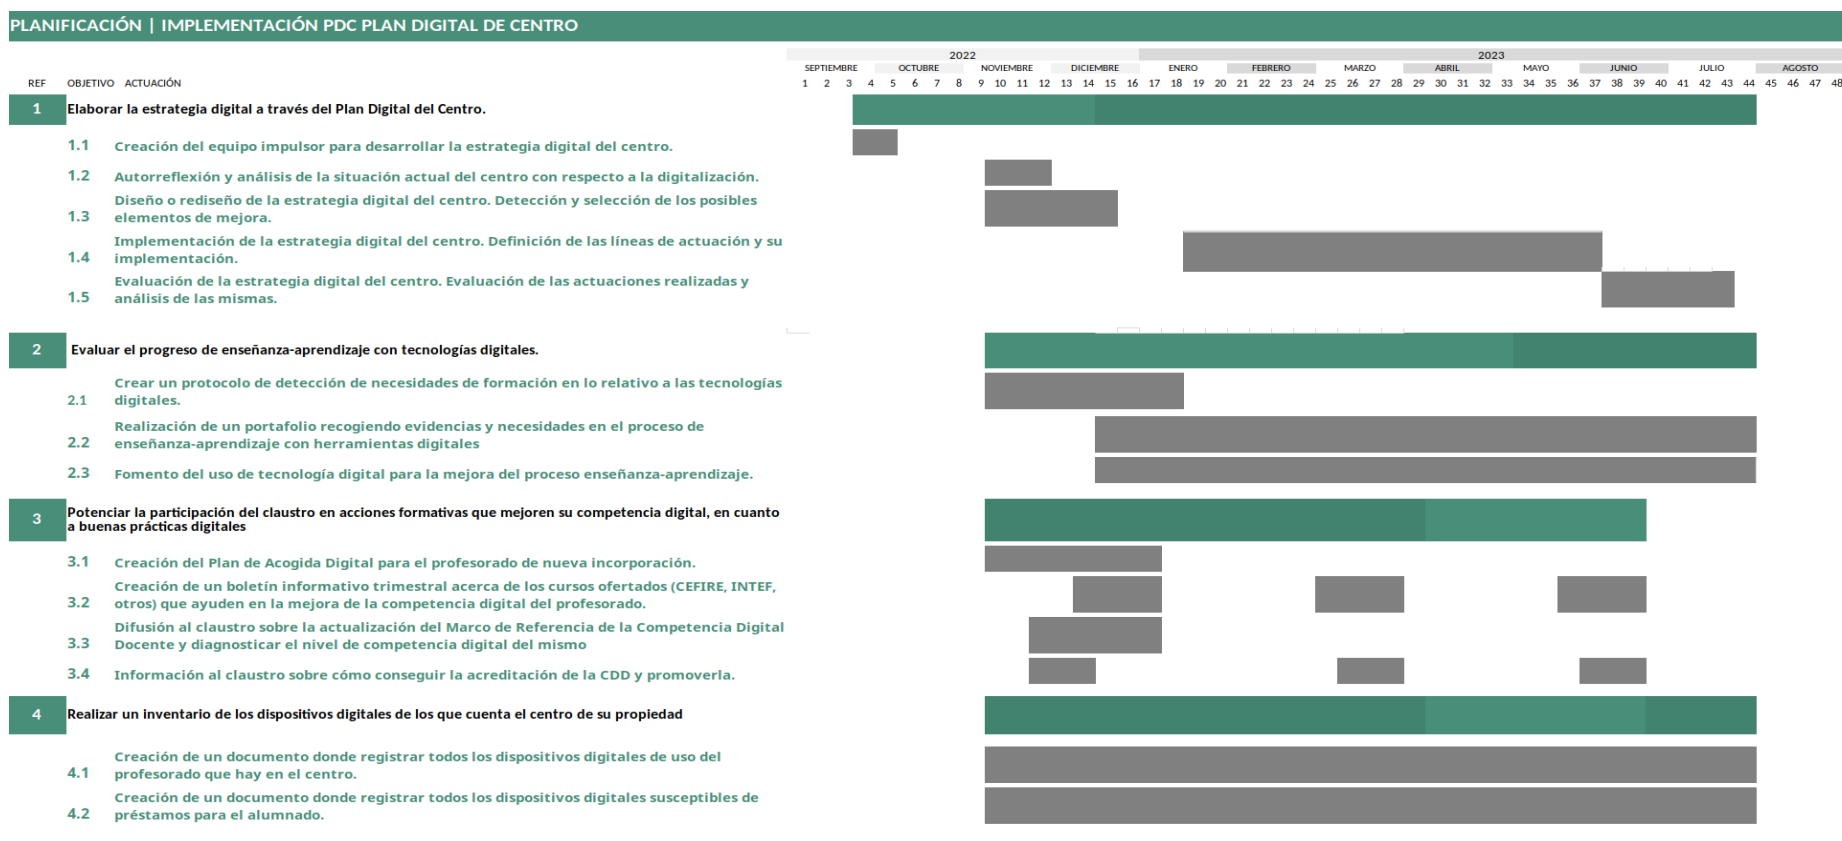 PLANIFICACIÓN | IMPLEMENTACIÓN PDC PLAN DIGITAL DE CENTRO
2022 2023
SEPTIEMBRE OCTUBRE NOVIEMBRE DICIEMBRE ENERO FEBRERO MARZO ABRIL MAYO JUNIO JULIO AGOSTO
REF OBJETIVO ACTUACIÓN 1 2 3 4 5 6 7 8 9 10 11 12 13 14 15 16 17 18 19 20 21 22 23 24 25 26 27 28 29 30 31 32 33 34 35 36 37 38 39 40 41 42 43 44 45 46 47 48
1 Elaborar la estrategia digital a través del Plan Digital del Centro.
1.1 Creación del equipo impulsor para desarrollar la estrategia digital del centro.
1.2 Autorreflexión y análisis de la situación actual del centro con respecto a la digitalización.
Diseño o rediseño de la estrategia digital del centro. Detección y selección de los posibles
1.3 elementos de mejora.
Implementación de la estrategia digital del centro. Definición de las líneas de actuación y su
1.4 implementación.
Evaluación de la estrategia digital del centro. Evaluación de las actuaciones realizadas y
1.5 análisis de las mismas.
2 Evaluar el progreso de enseñanza-aprendizaje con tecnologías digitales.
Crear un protocolo de detección de necesidades de formación en lo relativo a las tecnologías
2.1 digitales.
Realización de un portafolio recogiendo evidencias y necesidades en el proceso de
2.2 enseñanza-aprendizaje con herramientas digitales
2.3 Fomento del uso de tecnología digital para la mejora del proceso enseñanza-aprendizaje.
3 Potenciar la participación del claustro en acciones formativas que mejoren su competencia digital, en cuanto
a buenas prácticas digitales
3.1 Creación del Plan de Acogida Digital para el profesorado de nueva incorporación.
Creación de un boletín informativo trimestral acerca de los cursos ofertados (CEFIRE, INTEF,
3.2 otros) que ayuden en la mejora de la competencia digital del profesorado.
Difusión al claustro sobre la actualización del Marco de Referencia de la Competencia Digital
3.3 Docente y diagnosticar el nivel de competencia digital del mismo
3.4 Información al claustro sobre cómo conseguir la acreditación de la CDD y promoverla.
4 Realizar un inventario de los dispositivos digitales de los que cuenta el centro de su propiedad
Creación de un documento donde registrar todos los dispositivos digitales de uso del
4.1 profesorado que hay en el centro.
Creación de un documento donde registrar todos los dispositivos digitales susceptibles de
4.2 préstamos para el alumnado.